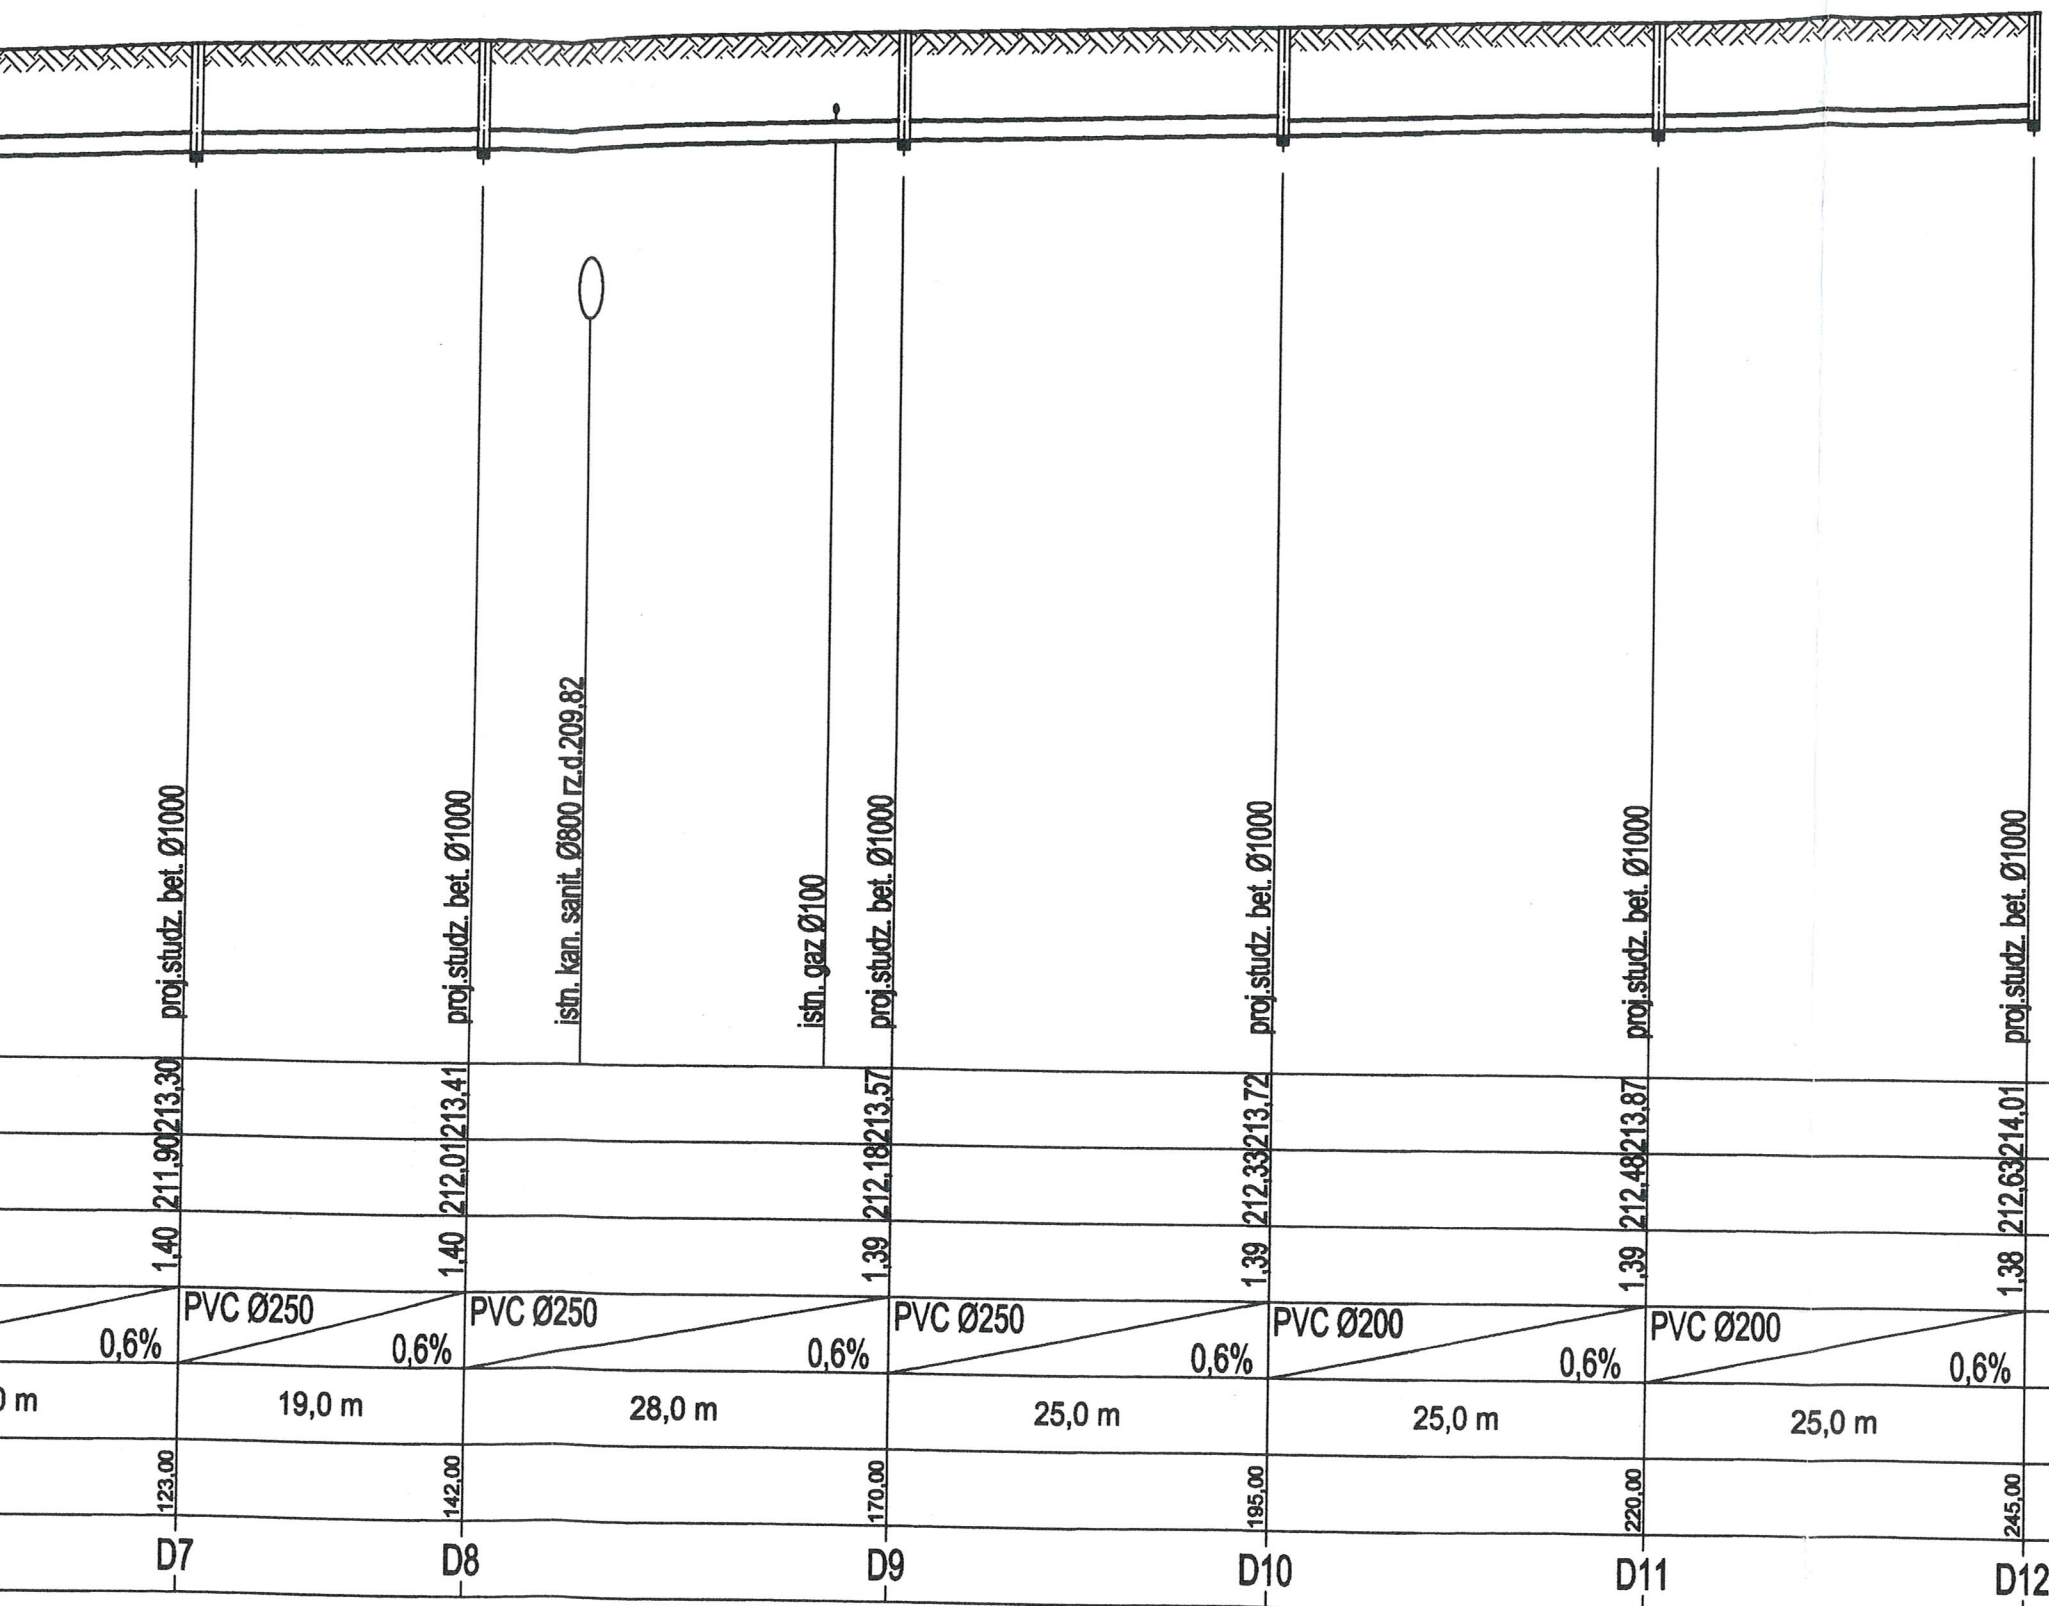 proj.studz. bet. Ø1000
proj.studz. bet. Ø1000
istn. kan. sanit. Ø800 rz.d.209,82
istn. gaz Ø100
proj.studz. bet. Ø1000
proj.studz. bet. Ø1000
proj.studz. bet. Ø1000
proj.studz. bet. Ø1000
213,30 213,41 213,57 213,72 213,87 214,01
211,90 212,01 212,18 212,33 212,48 212,63
1,40 1,40 1,39 1,39 1,39 1,38
PVC Ø250 PVC Ø250 PVC Ø250 PVC Ø200 PVC Ø200
0,6% 0,6% 0,6% 0,6% 0,6% 0,6%
0 m 19,0 m 28,0 m 25,0 m 25,0 m 25,0 m
123,00 142,00 170,00 195,00 220,00 245,00
D7 D8 D9 D10 D11 D12